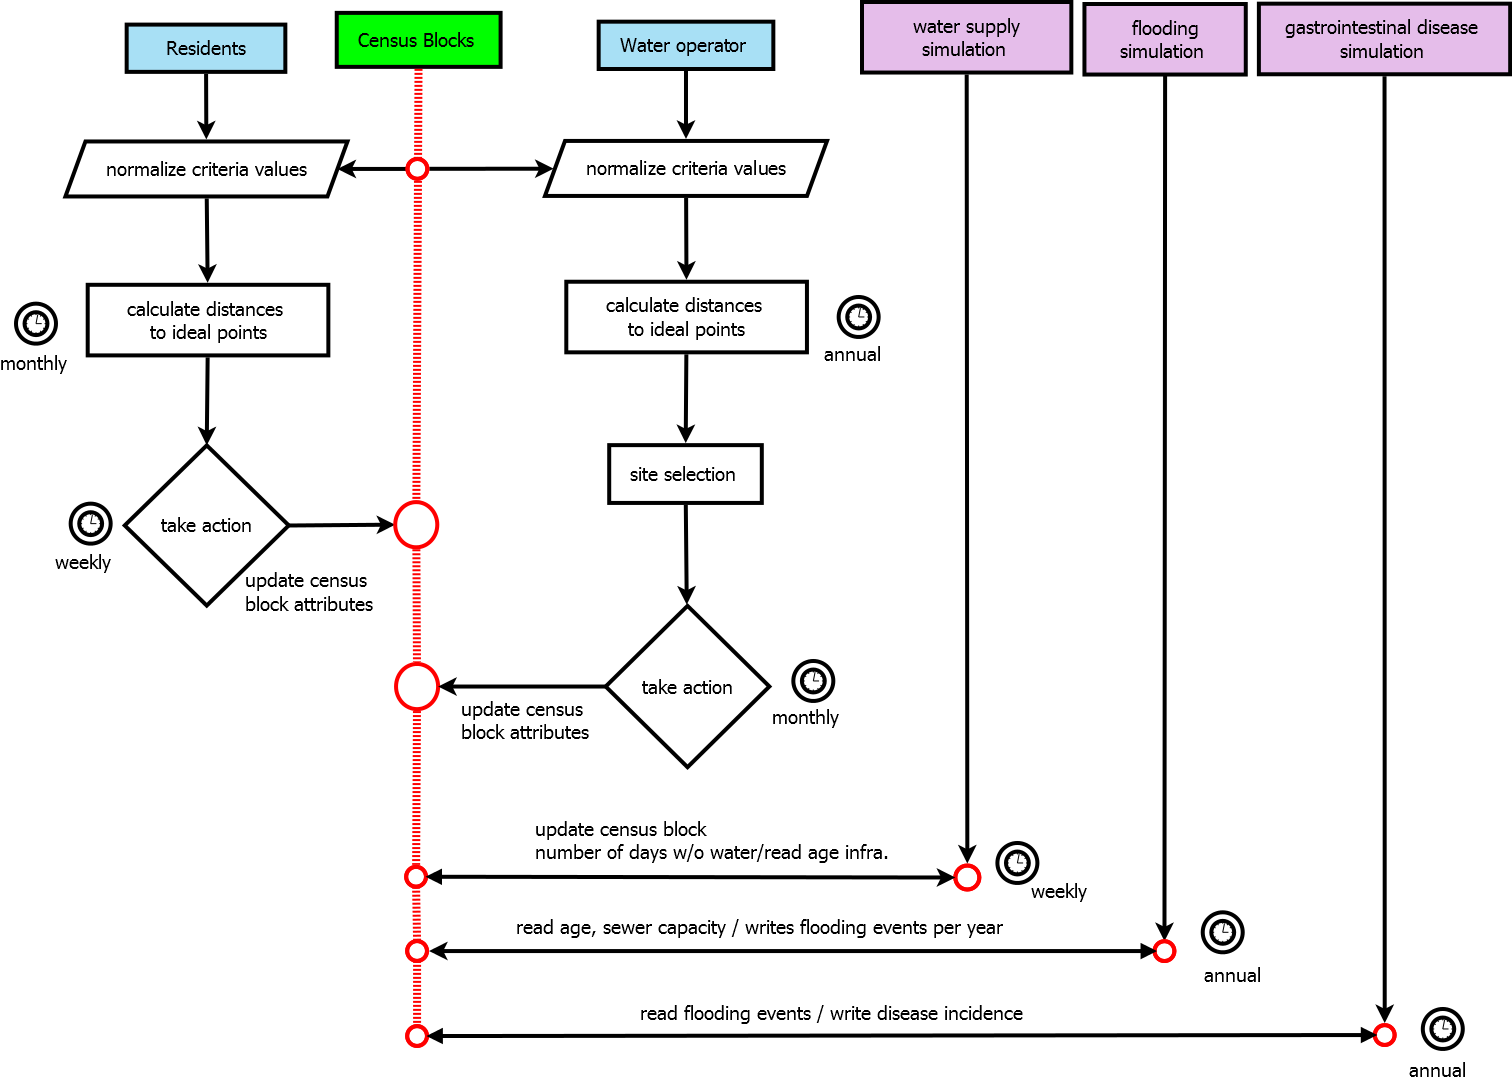 Residents
Census Blocks
Water operator
water supply
simulation
flooding
simulation
gastrointestinal disease
simulation
normalize criteria values
normalize criteria values
calculate distances
to ideal points
monthly
calculate distances
to ideal points
annual
site selection
take action
weekly
update census
block attributes
take action
monthly
update census
block attributes
update census block
number of days w/o water/read age infra.
weekly
read age, sewer capacity / writes flooding events per year
annual
read flooding events / write disease incidence
annual